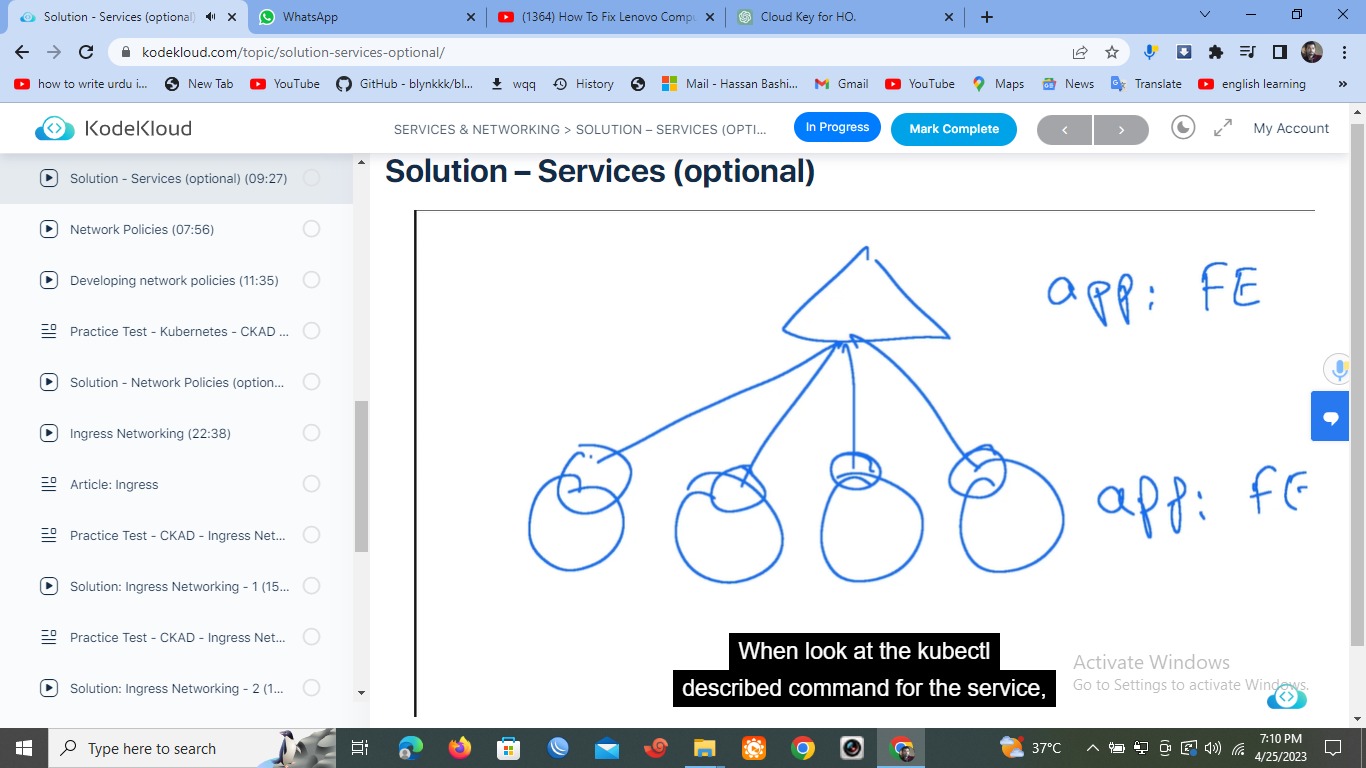 Solution - Services (optional)
WhatsApp
(1364) How To Fix Lenovo Compu
Cloud Key for HO.
kodekloud.com/topic/solution-services-optional/
how to write urdu i...
New Tab
YouTube
GitHub - blynkkk/bl...
wqq
History
Mail - Hassan Bashi...
Gmail
YouTube
Maps
News
Translate
english learning
»
KodeKloud
SERVICES & NETWORKING > SOLUTION – SERVICES (OPTI...
In Progress
Mark Complete
My Account
Solution - Services (optional) (09:27)
Network Policies (07:56)
Developing network policies (11:35)
Practice Test - Kubernetes - CKAD ...
Solution - Network Policies (option...
Ingress Networking (22:38)
Article: Ingress
Practice Test - CKAD - Ingress Net...
Solution: Ingress Networking - 1 (15...
Practice Test - CKAD - Ingress Net...
Solution: Ingress Networking - 2 (1...
Solution – Services (optional)
app: FE
app: FE
When look at the kubectl
described command for the service,
Activate Windows
Go to Settings to activate Windows.
Type here to search
37°C
7:10 PM
4/25/2023